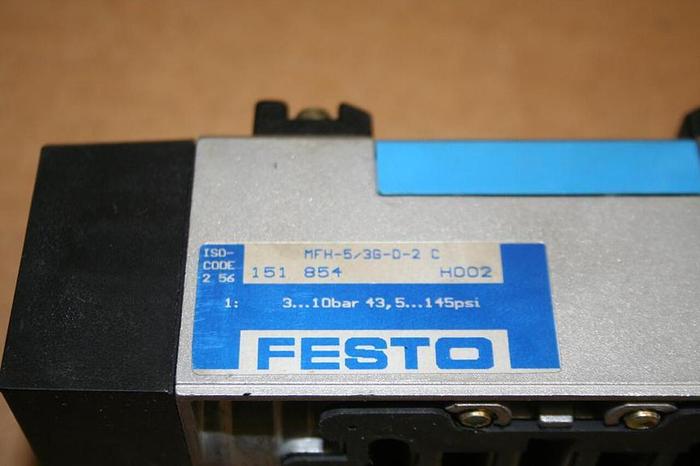 ISO-
CODE
2 56
MFH-5/3G-D-2 C
151 854 H002
1: 3...10bar 43,5...145psi
FESTO